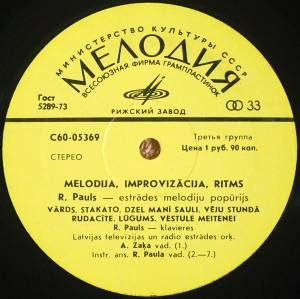 МИНИСТЕРСТВО КУЛЬТУРЫ СССР
МЕЛОДИЯ
ВСЕСОЮЗНАЯ ФИРМА ГРАМПЛАСТИНОК
Гост
5289-73
33
РИЖСКИЙ ЗАВОД
С60-05369
Третья группа
Цена 1 руб. 90 коп.
СТЕРЕО
MELODIJA, IMPROVIZĀCIJA, RITMS
R. Pauls — estrādes melodiju popūrijs
VĀRDS, STAKATO, DZEL MANĪ SAULI, VĒJU STUNDĀ
RUDACĪTE, LŪGUMS, VĒSTULE MEITENEI
R. Pauls — klavieres
Latvijas televīzijas un radio estrādes ork.
A. Zaķa vad. (1.)
Instr. ans. R. Paula vad. (2.—7.)